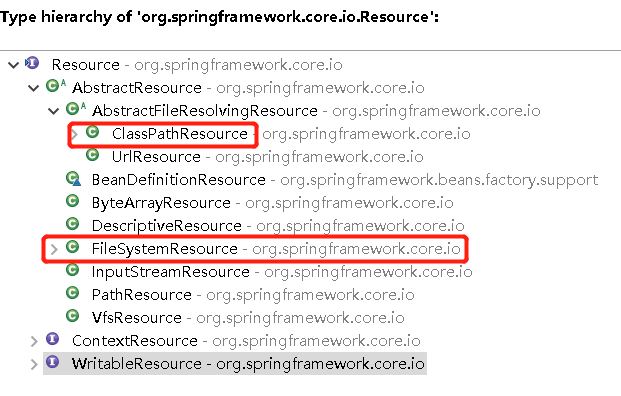 Type hierarchy of 'org.springframework.core.io.Resource':
Resource - org.springframework.core.io
AbstractResource - org.springframework.core.io
AbstractFileResolvingResource - org.springframework.core.io
ClassPathResource - org.springframework.core.io
UrlResource - org.springframework.core.io
BeanDefinitionResource - org.springframework.beans.factory.support
ByteArrayResource - org.springframework.core.io
DescriptiveResource - org.springframework.core.io
FileSystemResource - org.springframework.core.io
InputStreamResource - org.springframework.core.io
PathResource - org.springframework.core.io
VfsResource - org.springframework.core.io
ContextResource - org.springframework.core.io
WritableResource - org.springframework.core.io